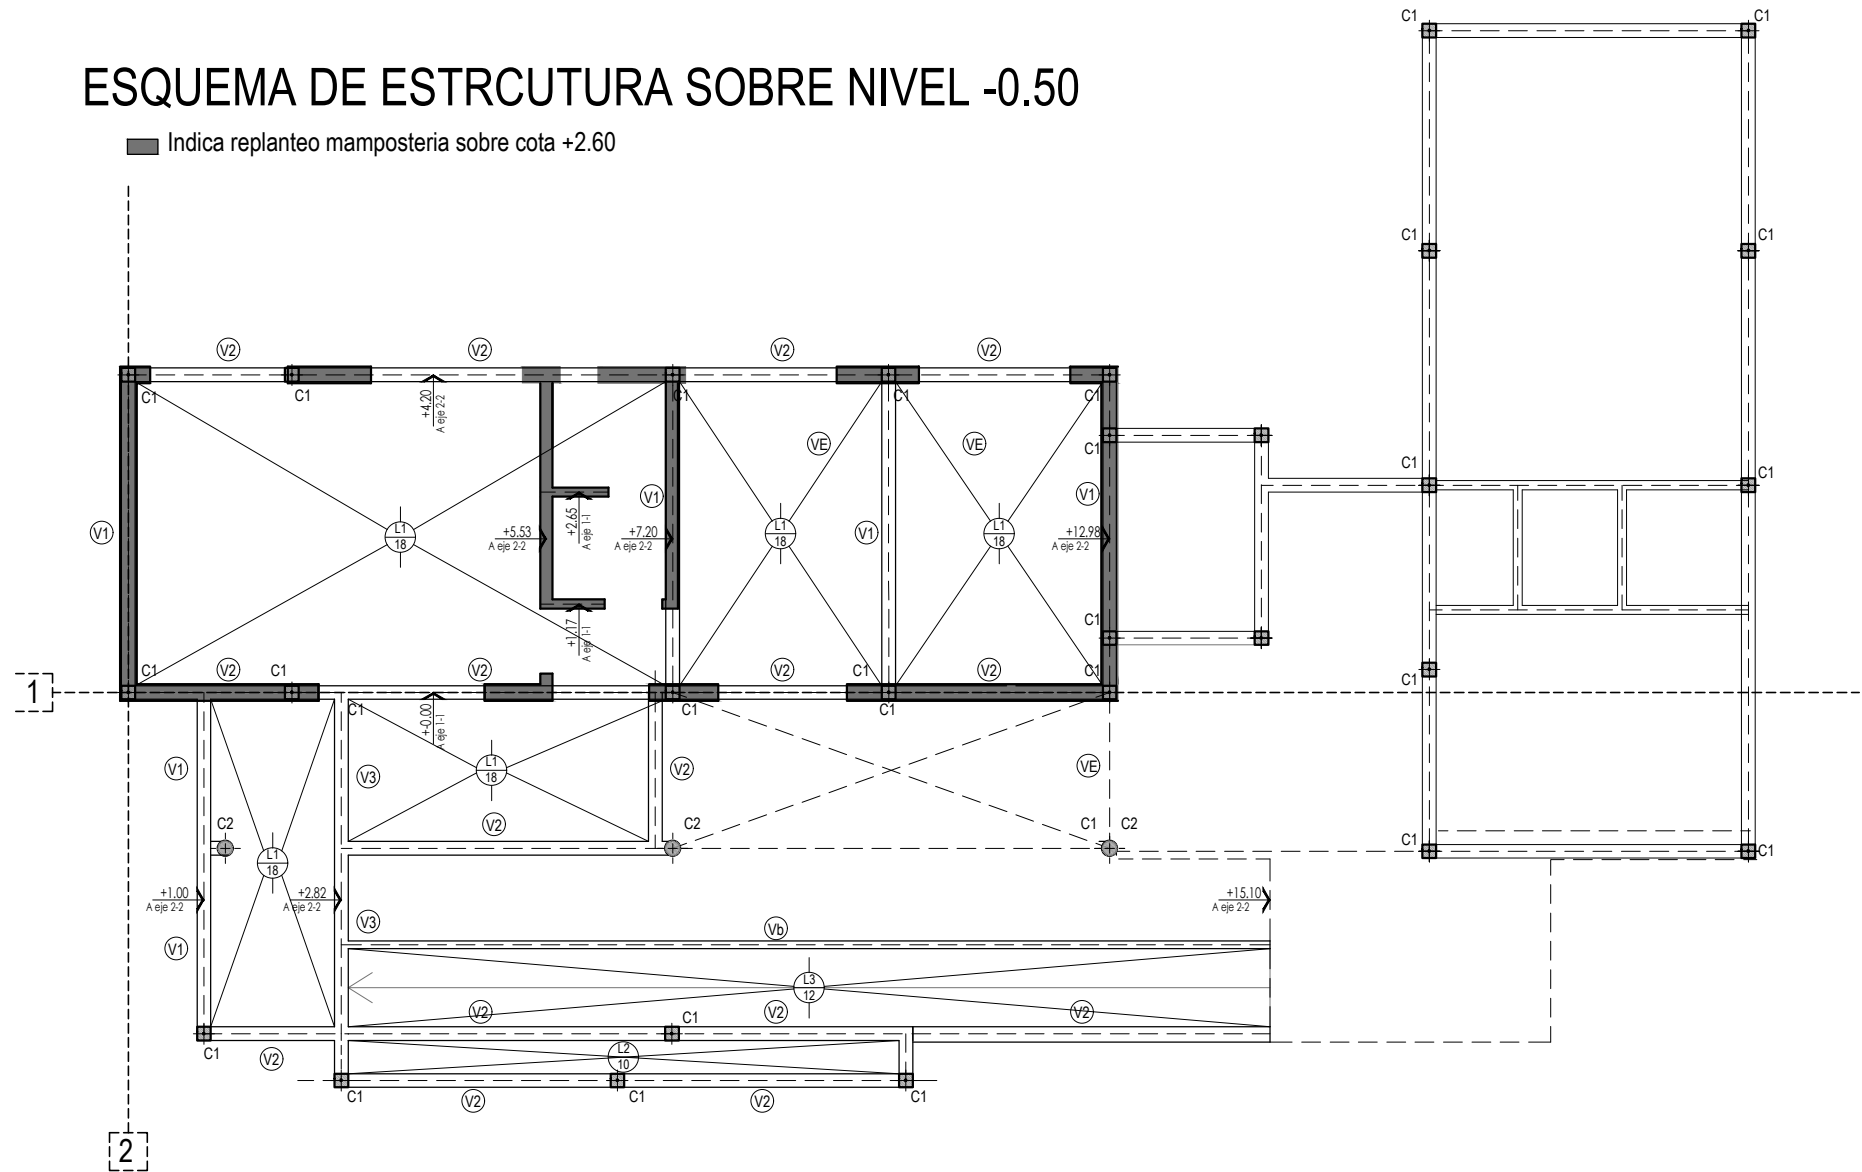 C1 C1
ESQUEMA DE ESTRCUTURA SOBRE NIVEL -0.50
Indica replanteo mamposteria sobre cota +2.60
C1 C1
V2 V2 V2 V2
C1 C1 C1 C1 C1
+4.20
A eje 2-2
VE VE
C1 C1 C1
V1 V1
+2.65
A eje 1-1
V1 V1
L1
18
L1
18
L1
18
+5.53
A eje 2-2
+7.20
A eje 2-2
+12.98
A eje 2-2
+1.17
A eje 1-1
C1
C1 V2 C1 V2 V2 C1 V2 C1
C1
1
C1 C1 C1
+-0.00
A eje 1-1
V1 V3 L1
18
V2 VE
C2 V2 C2 C1 C2
C1 C1
L1
18
+1.00
A eje 2-2
+2.82
A eje 2-2
+15.10
A eje 2-2
V3 Vb
V1
L3
12
V2 V2 V2
C1
C1 V2
L2
10
C1 V2 C1 V2 C1
2